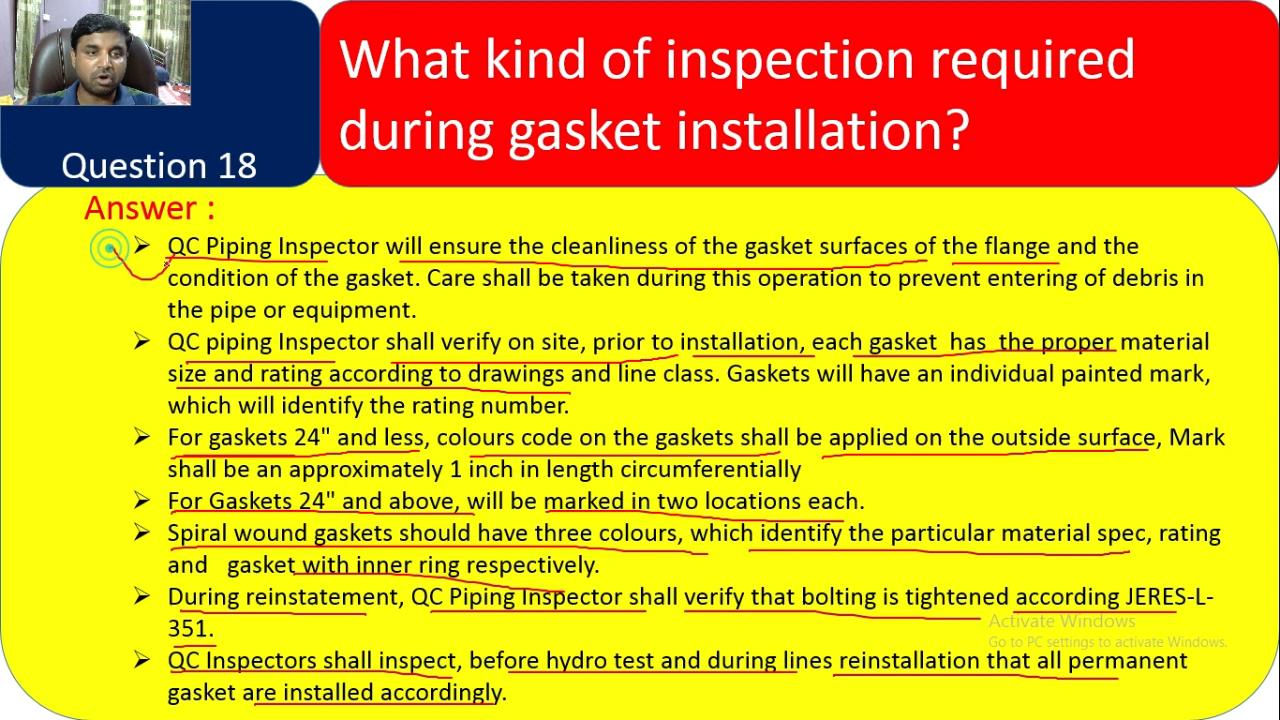 Question 18
What kind of inspection required
during gasket installation?
Answer :
➢ QC Piping Inspector will ensure the cleanliness of the gasket surfaces of the flange and the
condition of the gasket. Care shall be taken during this operation to prevent entering of debris in
the pipe or equipment.
➢ QC piping Inspector shall verify on site, prior to installation, each gasket has the proper material
size and rating according to drawings and line class. Gaskets will have an individual painted mark,
which will identify the rating number.
➢ For gaskets 24" and less, colours code on the gaskets shall be applied on the outside surface, Mark
shall be an approximately 1 inch in length circumferentially
➢ For Gaskets 24" and above, will be marked in two locations each.
➢ Spiral wound gaskets should have three colours, which identify the particular material spec, rating
and gasket with inner ring respectively.
➢ During reinstatement, QC Piping Inspector shall verify that bolting is tightened according JERES-L-
351.
➢ QC Inspectors shall inspect, before hydro test and during lines reinstallation that all permanent
gasket are installed accordingly.
Activate Windows
Go to PC settings to activate Windows.